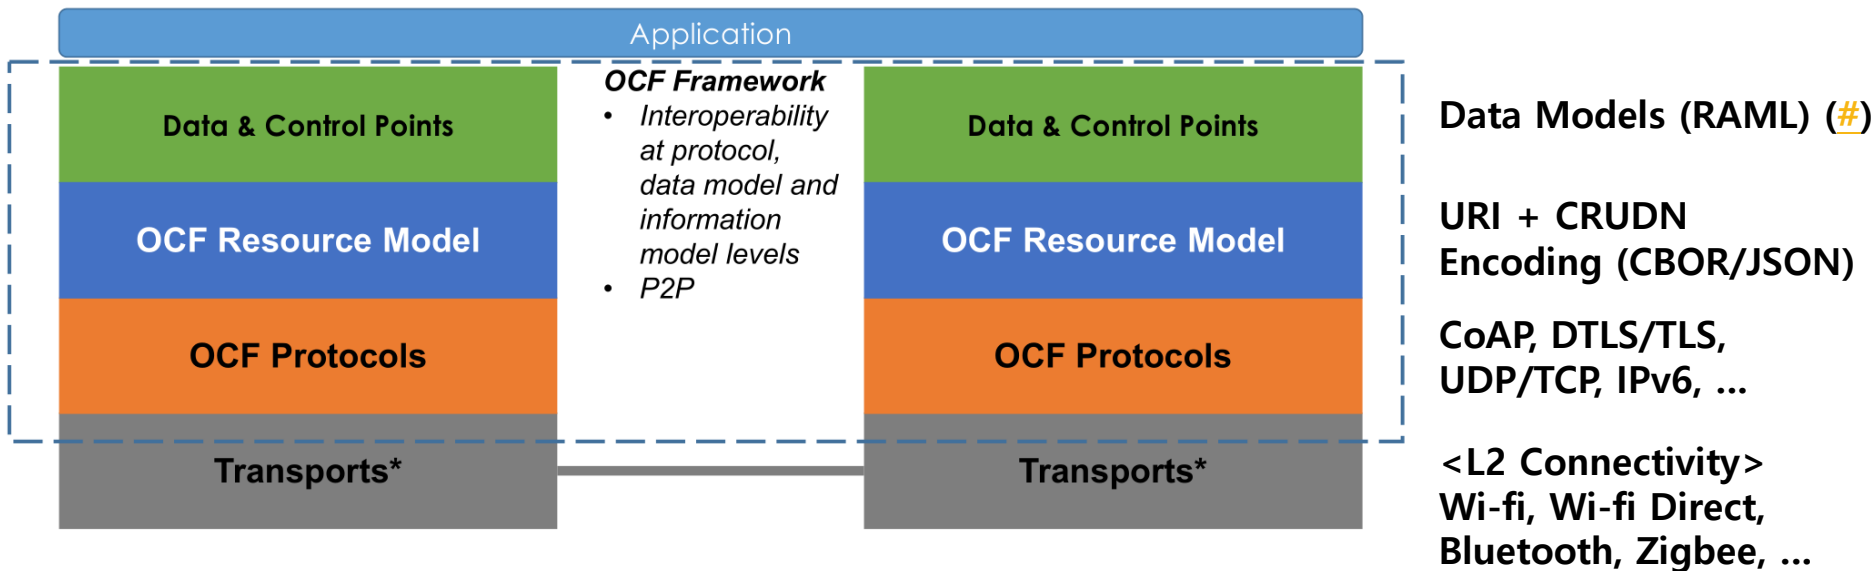 Application
Data & Control Points
OCF Resource Model
OCF Protocols
Transports*
OCF Framework
• Interoperability
at protocol,
data model and
information
model levels
• P2P
Data & Control Points
OCF Resource Model
OCF Protocols
Transports*
Data Models (RAML) (#)
URI + CRUDN
Encoding (CBOR/JSON)
CoAP, DTLS/TLS,
UDP/TCP, IPv6, ...
<L2 Connectivity>
Wi-fi, Wi-fi Direct,
Bluetooth, Zigbee, ...